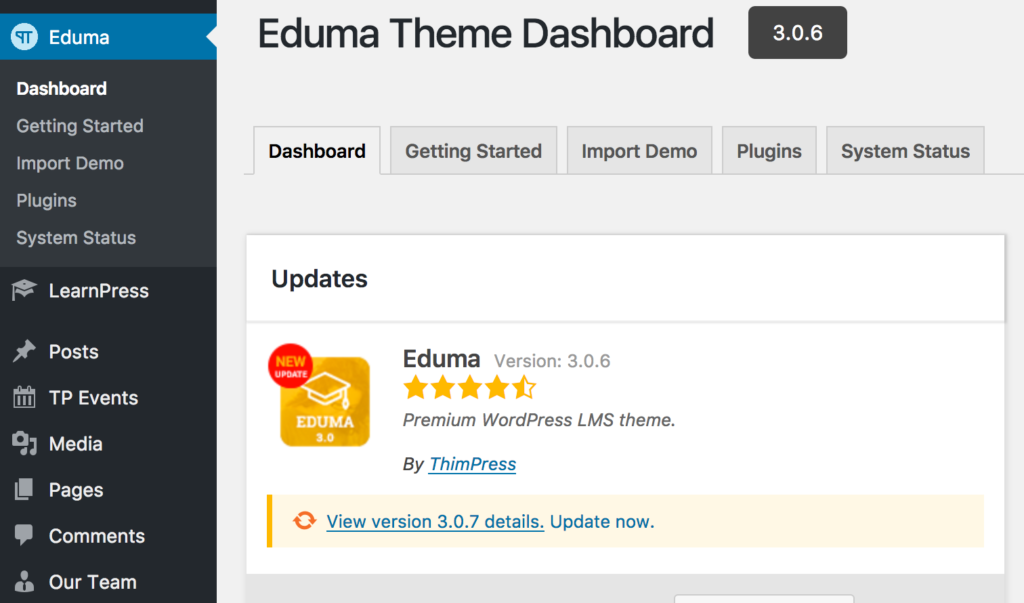 Eduma
Dashboard
Getting Started
Import Demo
Plugins
System Status
LearnPress
Posts
TP Events
Media
Pages
Comments
Our Team
Eduma Theme Dashboard 3.0.6
Dashboard Getting Started Import Demo Plugins System Status
Updates
NEW
UPDATE
EDUMA
3.0
Eduma Version: 3.0.6
Premium WordPress LMS theme.
By ThimPress
View version 3.0.7 details. Update now.